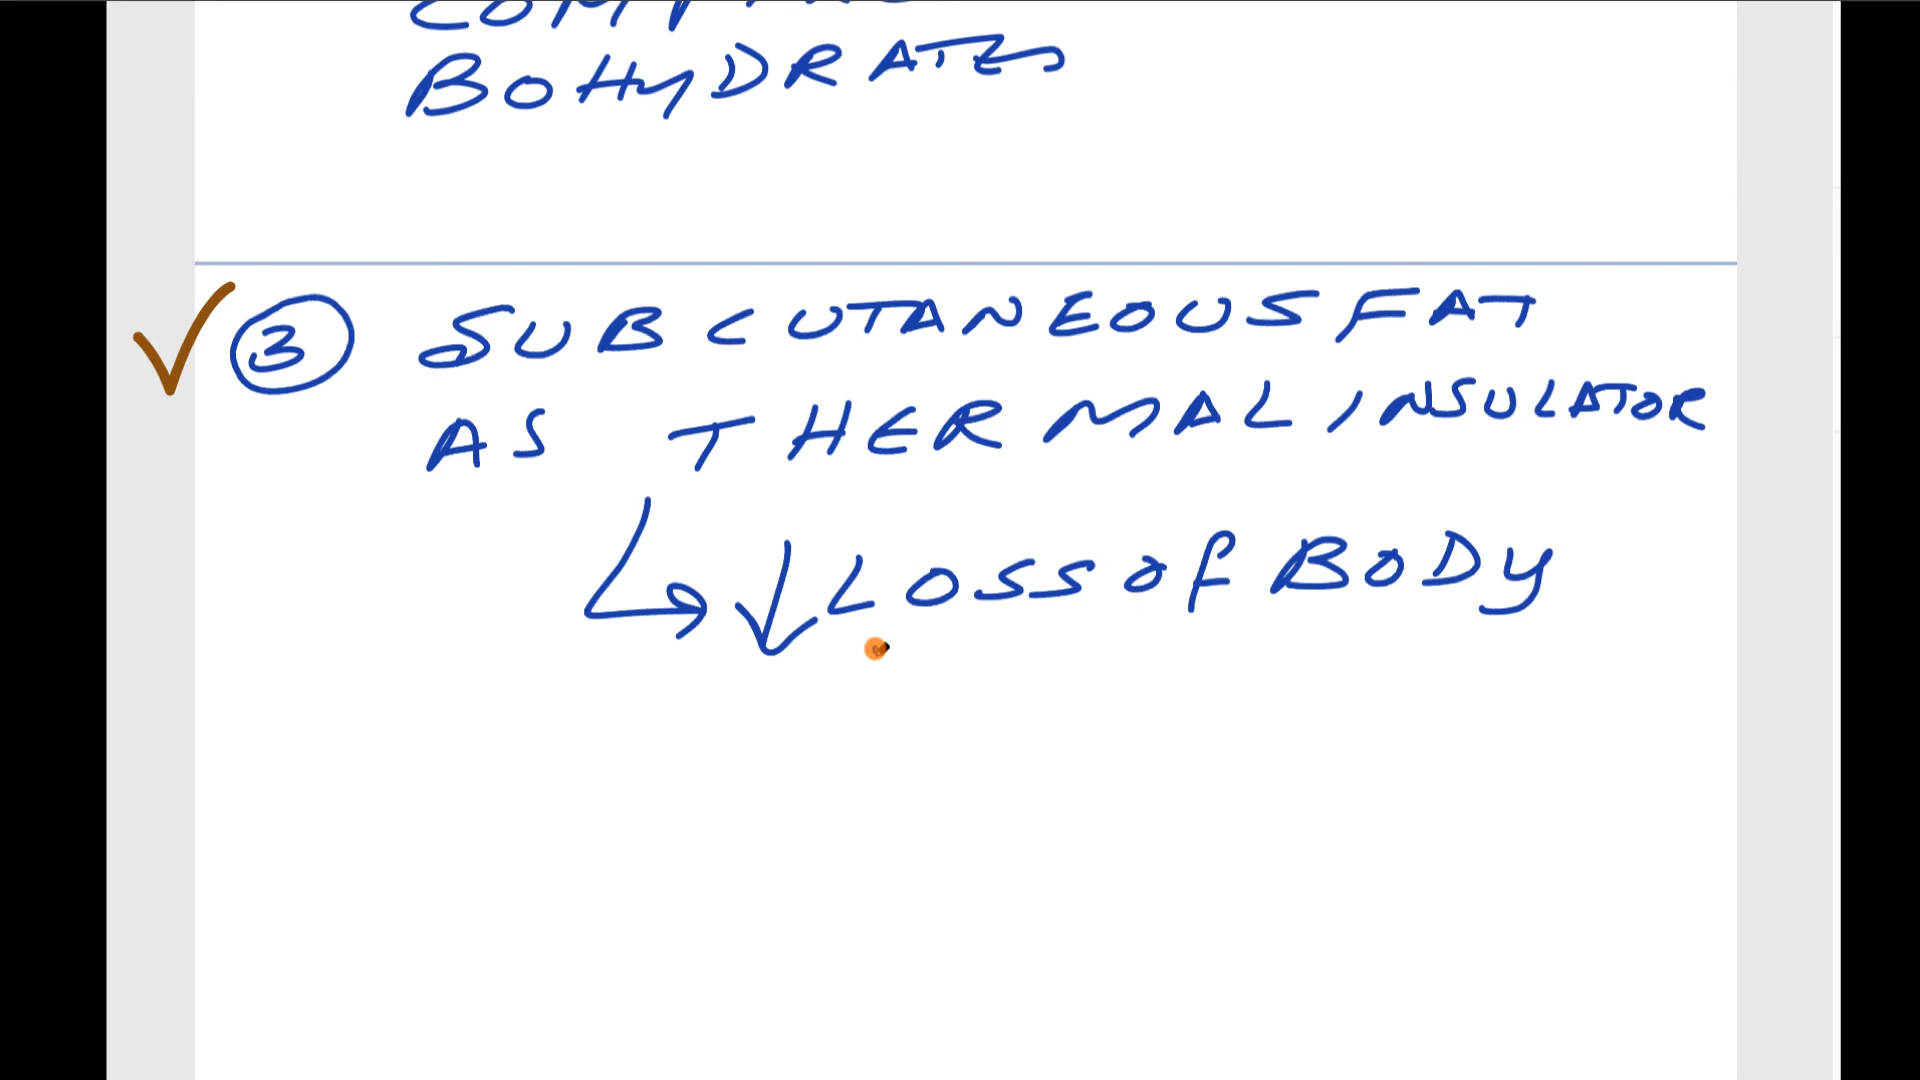 BOHYDRATES
③ SUBCUTANEOUS FAT
AS THERMAL INSULATOR
↳ ↓ LOSS of BODY